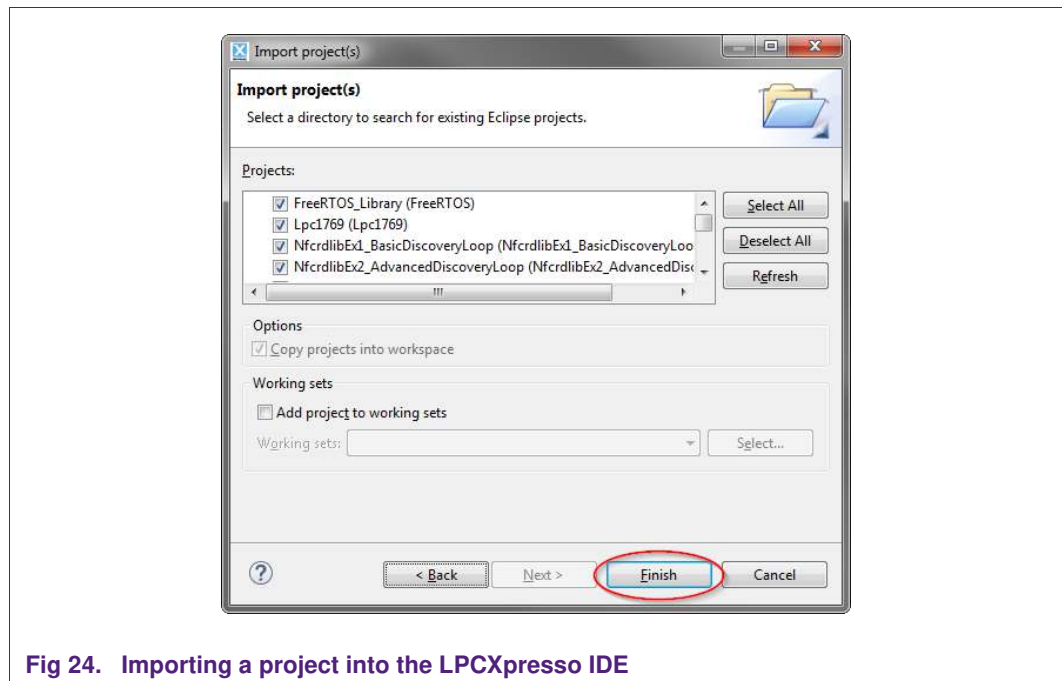 Import project(s)
Import project(s)
Select a directory to search for existing Eclipse projects.
Projects:
FreeRTOS_Library (FreeRTOS)
Lpc1769 (Lpc1769)
NfcrdlibEx1_BasicDiscoveryLoop (NfcrdlibEx1_BasicDiscoveryLoo
NfcrdlibEx2_AdvancedDiscoveryLoop (NfcrdlibEx2_AdvancedDisc
Select All
Deselect All
Refresh
Options
Copy projects into workspace
Working sets
Add project to working sets
Working sets:
Select...
?
< Back
Next >
Finish
Cancel
Fig 24. Importing a project into the LPCXpresso IDE